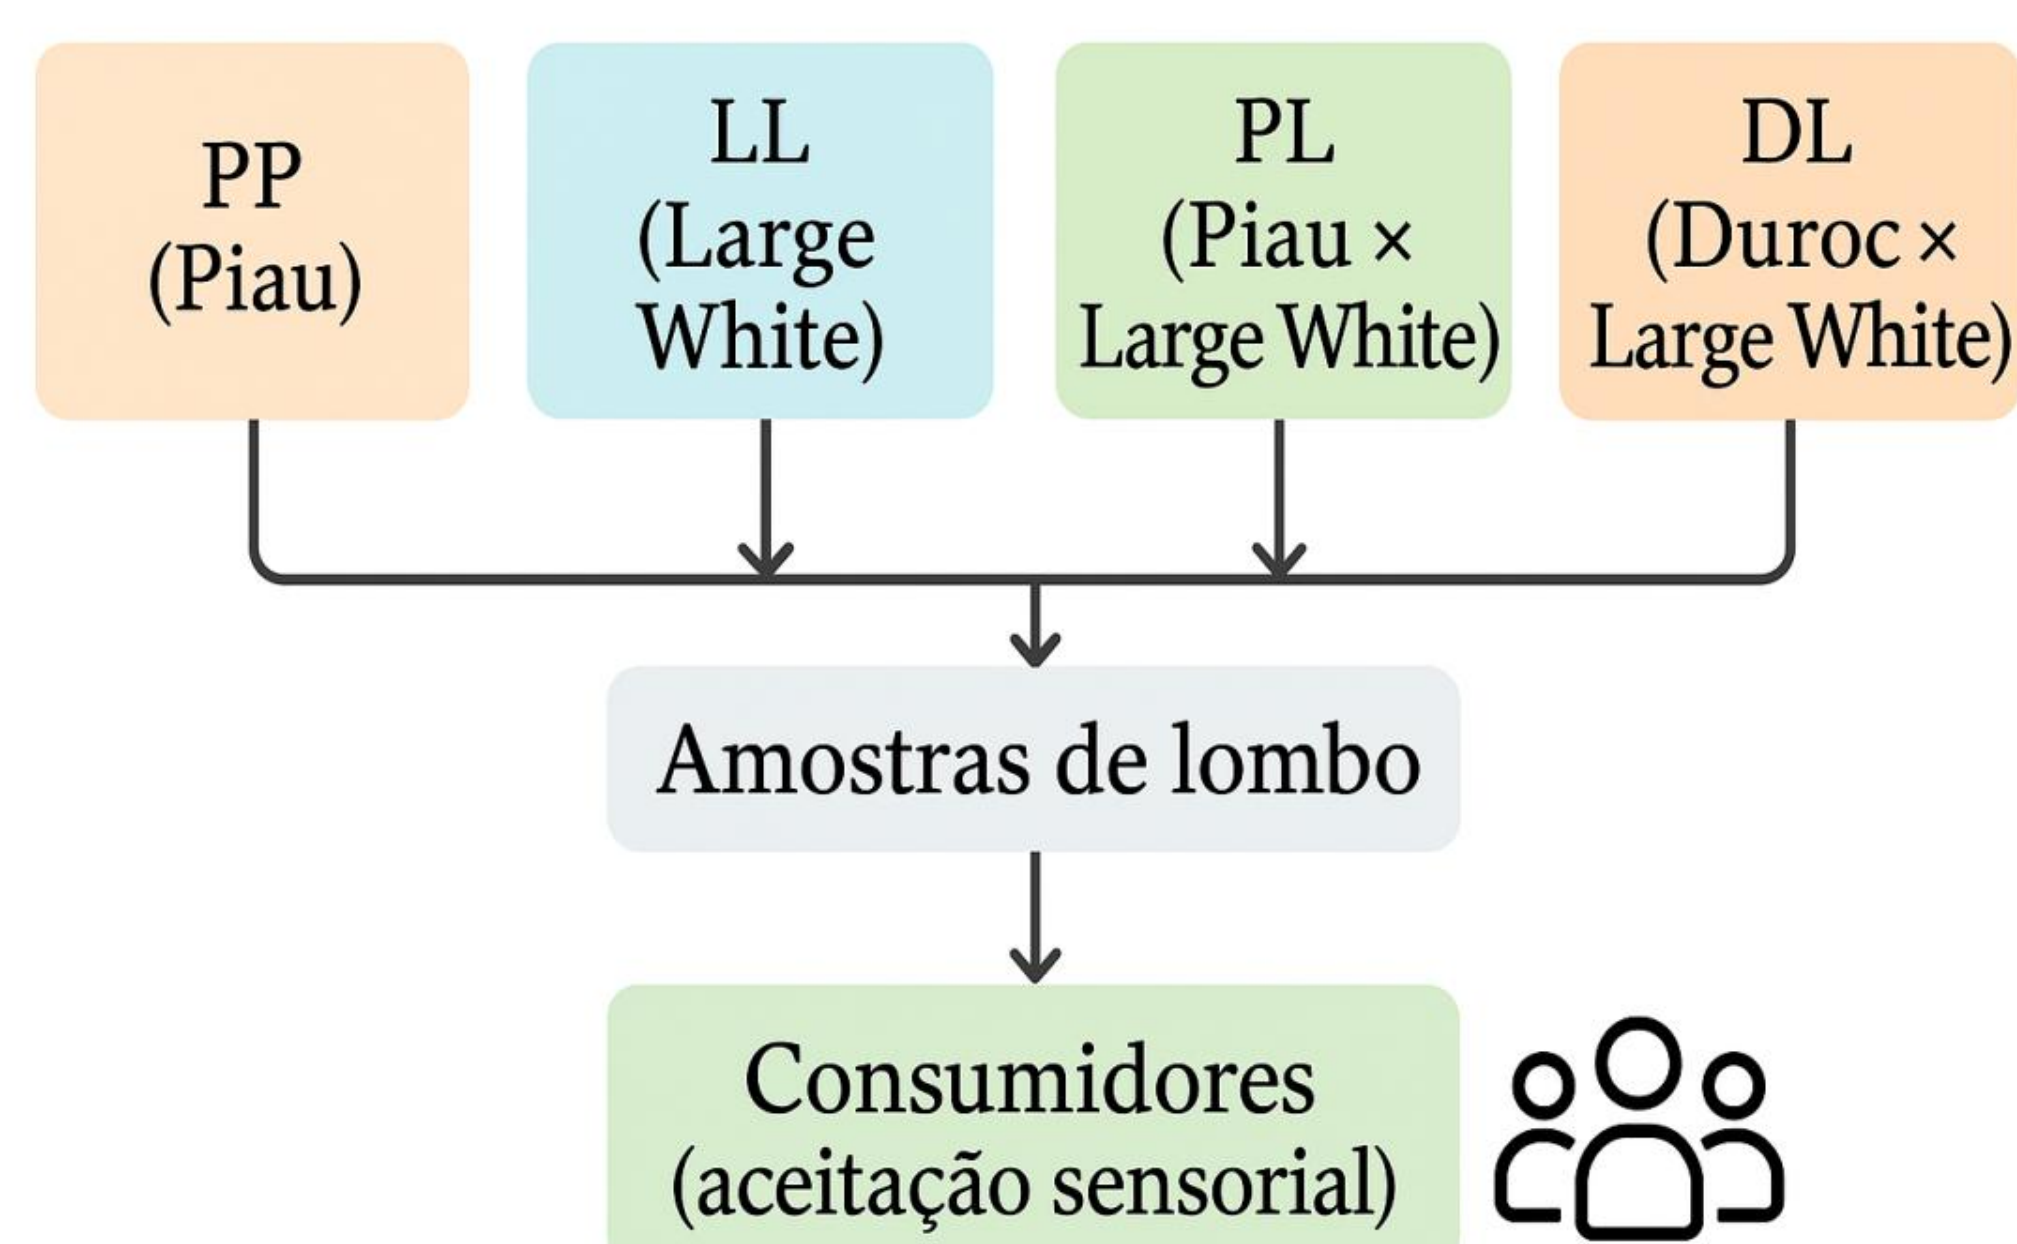 PP
(Piau)
LL
(Large
White)
PL
(Piau ×
Large White)
DL
(Duroc ×
Large White)
Amostras de lombo
Consumidores
(aceitação sensorial)